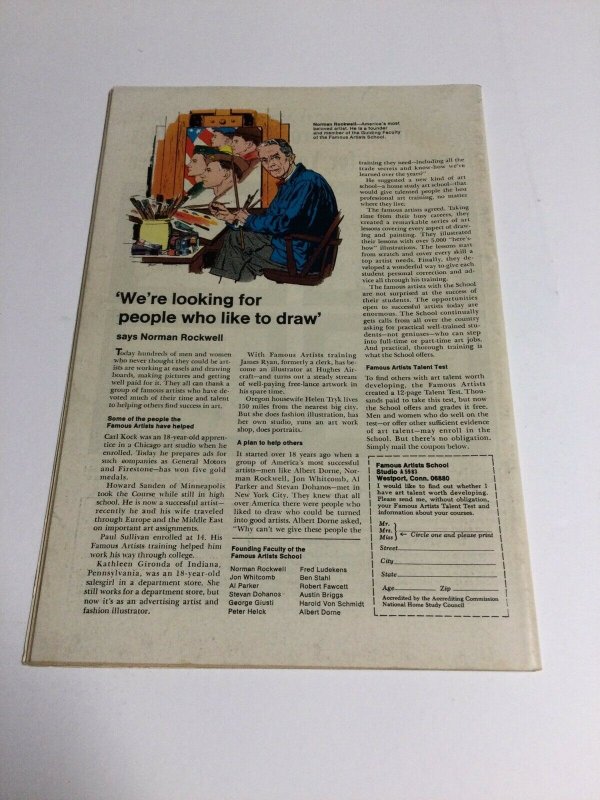 Norman Rockwell—America's most
beloved artist. He is a founder
and member of the Guiding Faculty
of the Famous Artists School.
'We're looking for
people who like to draw'
says Norman Rockwell
Today hundreds of men and women
who never thought they could be art-
ists are working at easels and drawing
boards, making pictures and getting
well paid for it. They all can thank a
group of famous artists who have de-
voted much of their time and talent
to helping others find success in art.
Some of the people the
Famous Artists have helped
Carl Kock was an 18-year-old appren-
tice in a Chicago art studio when he
enrolled. Today he prepares ads for
such companies as General Motors
and Firestone—has won five gold
medals.
Howard Sanden of Minneapolis
took the Course while still in high
school. He is now a successful artist—
recently he and his wife traveled
through Europe and the Middle East
on important art assignments.
Paul Sullivan enrolled at 14. His
Famous Artists training helped him
work his way through college.
Kathleen Gironda of Indiana,
Pennsylvania, was an 18-year-old
salesgirl in a department store. She
still works for a department store, but
now it's as an advertising artist and
fashion illustrator.
With Famous Artists training
James Ryan, formerly a clerk, has be-
come an illustrator at Hughes Air-
craft—and turns out a steady stream
of well-paying free-lance artwork in
his spare time.
Oregon housewife Helen Tryk lives
150 miles from the nearest big city.
But she does fashion illustration, has
her own studio, runs an art work
shop, does portraits.
A plan to help others
It started over 18 years ago when a
group of America's most successful
artists—men like Albert Dorne, Nor-
man Rockwell, Jon Whitcomb, Al
Parker and Stevan Dohanos—met in
New York City. They knew that all
over America there were people who
liked to draw who could be turned
into good artists. Albert Dorne asked,
"Why can't we give these people the
training they need—including all the
trade secrets and know-how we've
learned over the years?"
He suggested a new kind of art
school—a home study art school—that
would give talented people the best
professional art training, no matter
where they live.
The famous artists agreed. Taking
time from their busy careers, they
created a remarkable series of art
lessons covering every aspect of draw-
ing and painting. They illustrated
their lessons with over 5,000 "here's-
how" illustrations. The lessons start
from scratch and cover every skill a
top artist needs. Finally, they de-
veloped a wonderful way to give each
student personal correction and ad-
vice all through his training.
The famous artists with the School
are not surprised at the success of
their students. The opportunities
open to successful artists today are
enormous. The School continually
gets calls from all over the country
asking for practical well-trained stu-
dents—not geniuses—who can step
into full-time or part-time art jobs.
And practical, thorough training is
what the School offers.
Famous Artists Talent Test
To find others with art talent worth
developing, the Famous Artists
created a 12-page Talent Test. Thou-
sands paid to take this test, but now
the School offers and grades it free.
Men and women who do well on the
test—or offer other sufficient evidence
of art talent—may enroll in the
School. But there's no obligation.
Simply mail the coupon below.
Founding Faculty of the
Famous Artists School
Norman Rockwell
Jon Whitcomb
Al Parker
Stevan Dohanos
George Giusti
Peter Helck
Fred Ludekens
Ben Stahl
Robert Fawcett
Austin Briggs
Harold Von Schmidt
Albert Dorne
Famous Artists School
Studio
Westport, Conn. 06880
I would like to find out whether I
have art talent worth developing.
Please send me, without obligation,
your Famous Artists Talent Test and
information about your courses.
Mr.
Mrs. ← Circle one and please print
Miss
Street
City
State
Age Zip
Accredited by the Accrediting Commission
National Home Study Council